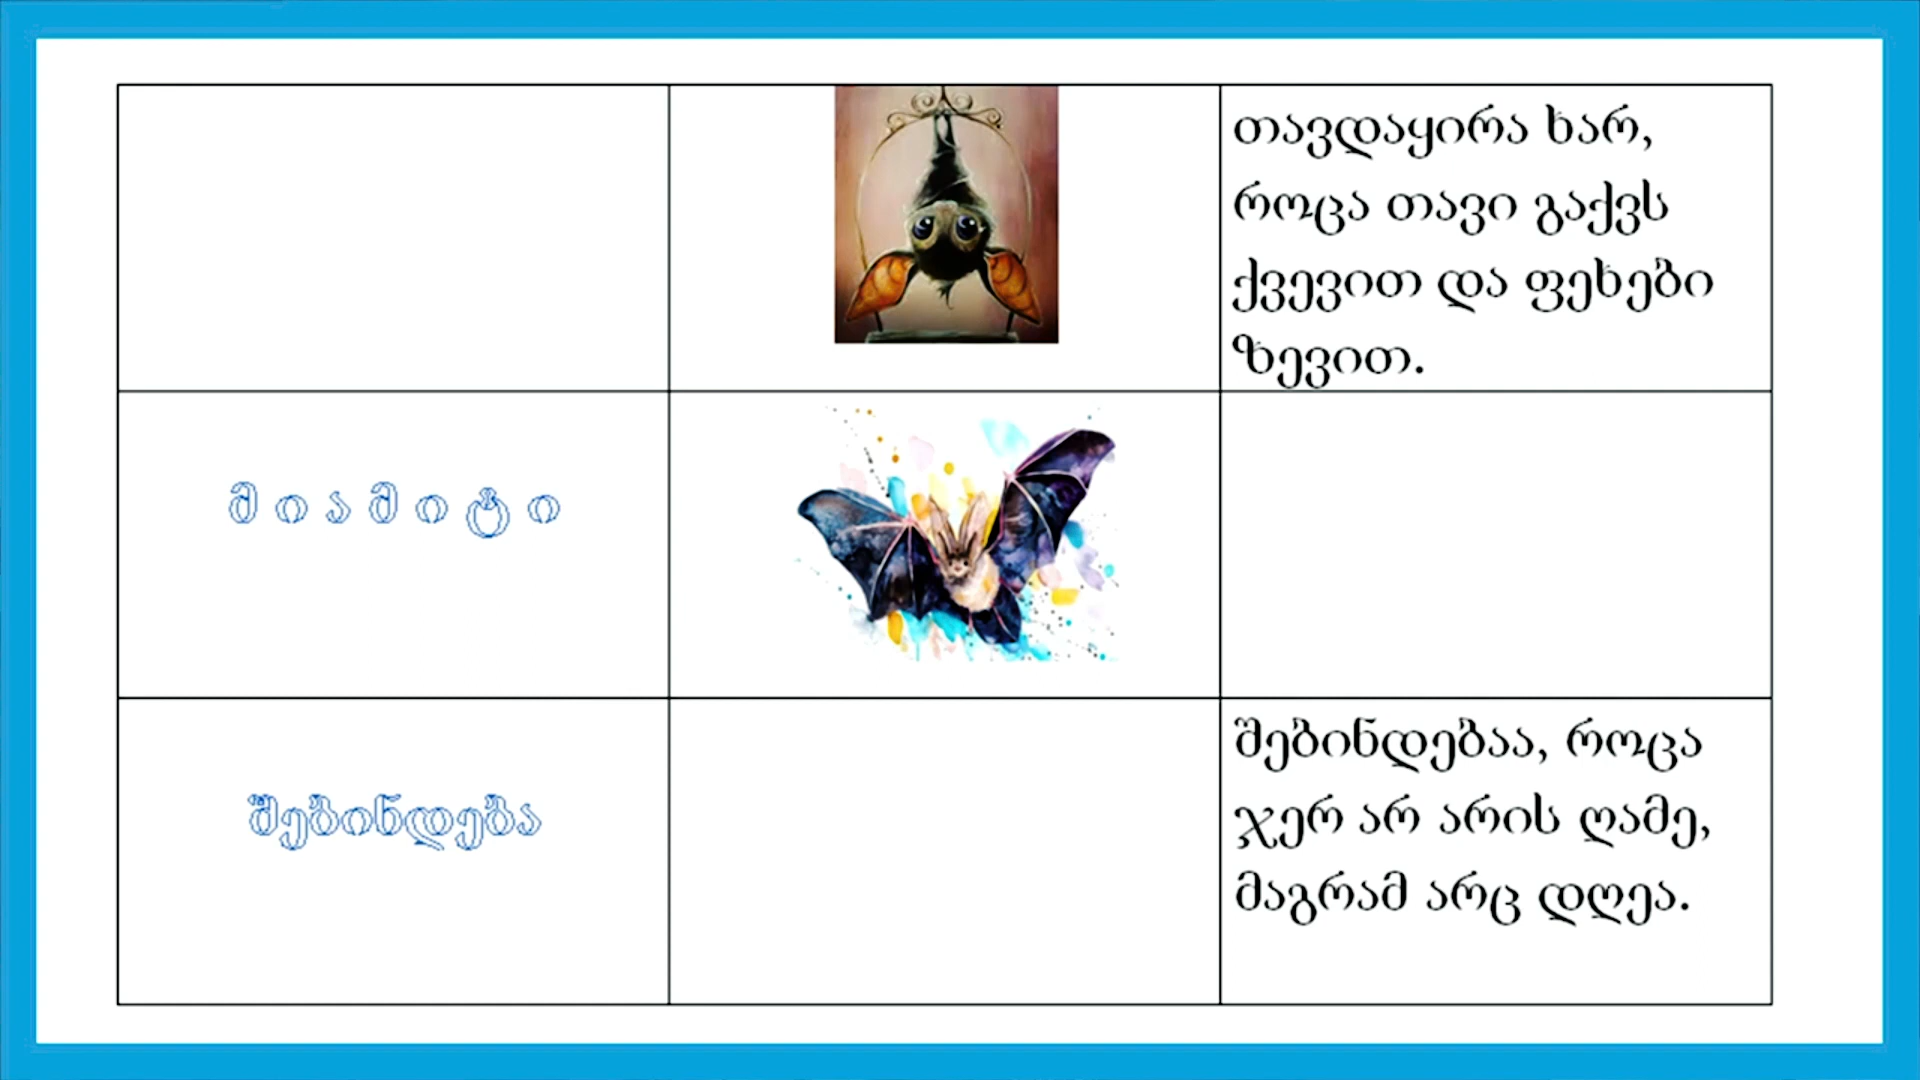 თავდაყირა ხარ,
როცა თავი გაქვს
ქვევით და ფეხები
ზევით.
მიამიტი
შებინდება
შებინდებაა, როცა
ჯერ არ არის ღამე,
მაგრამ არც დღეა.